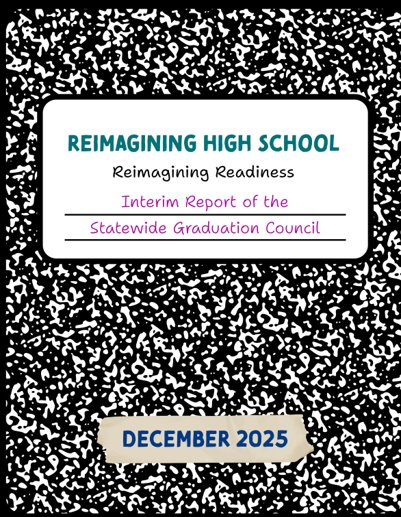 REIMAGINING HIGH SCHOOL
Reimagining Readiness
Interim Report of the
Statewide Graduation Council
DECEMBER 2025